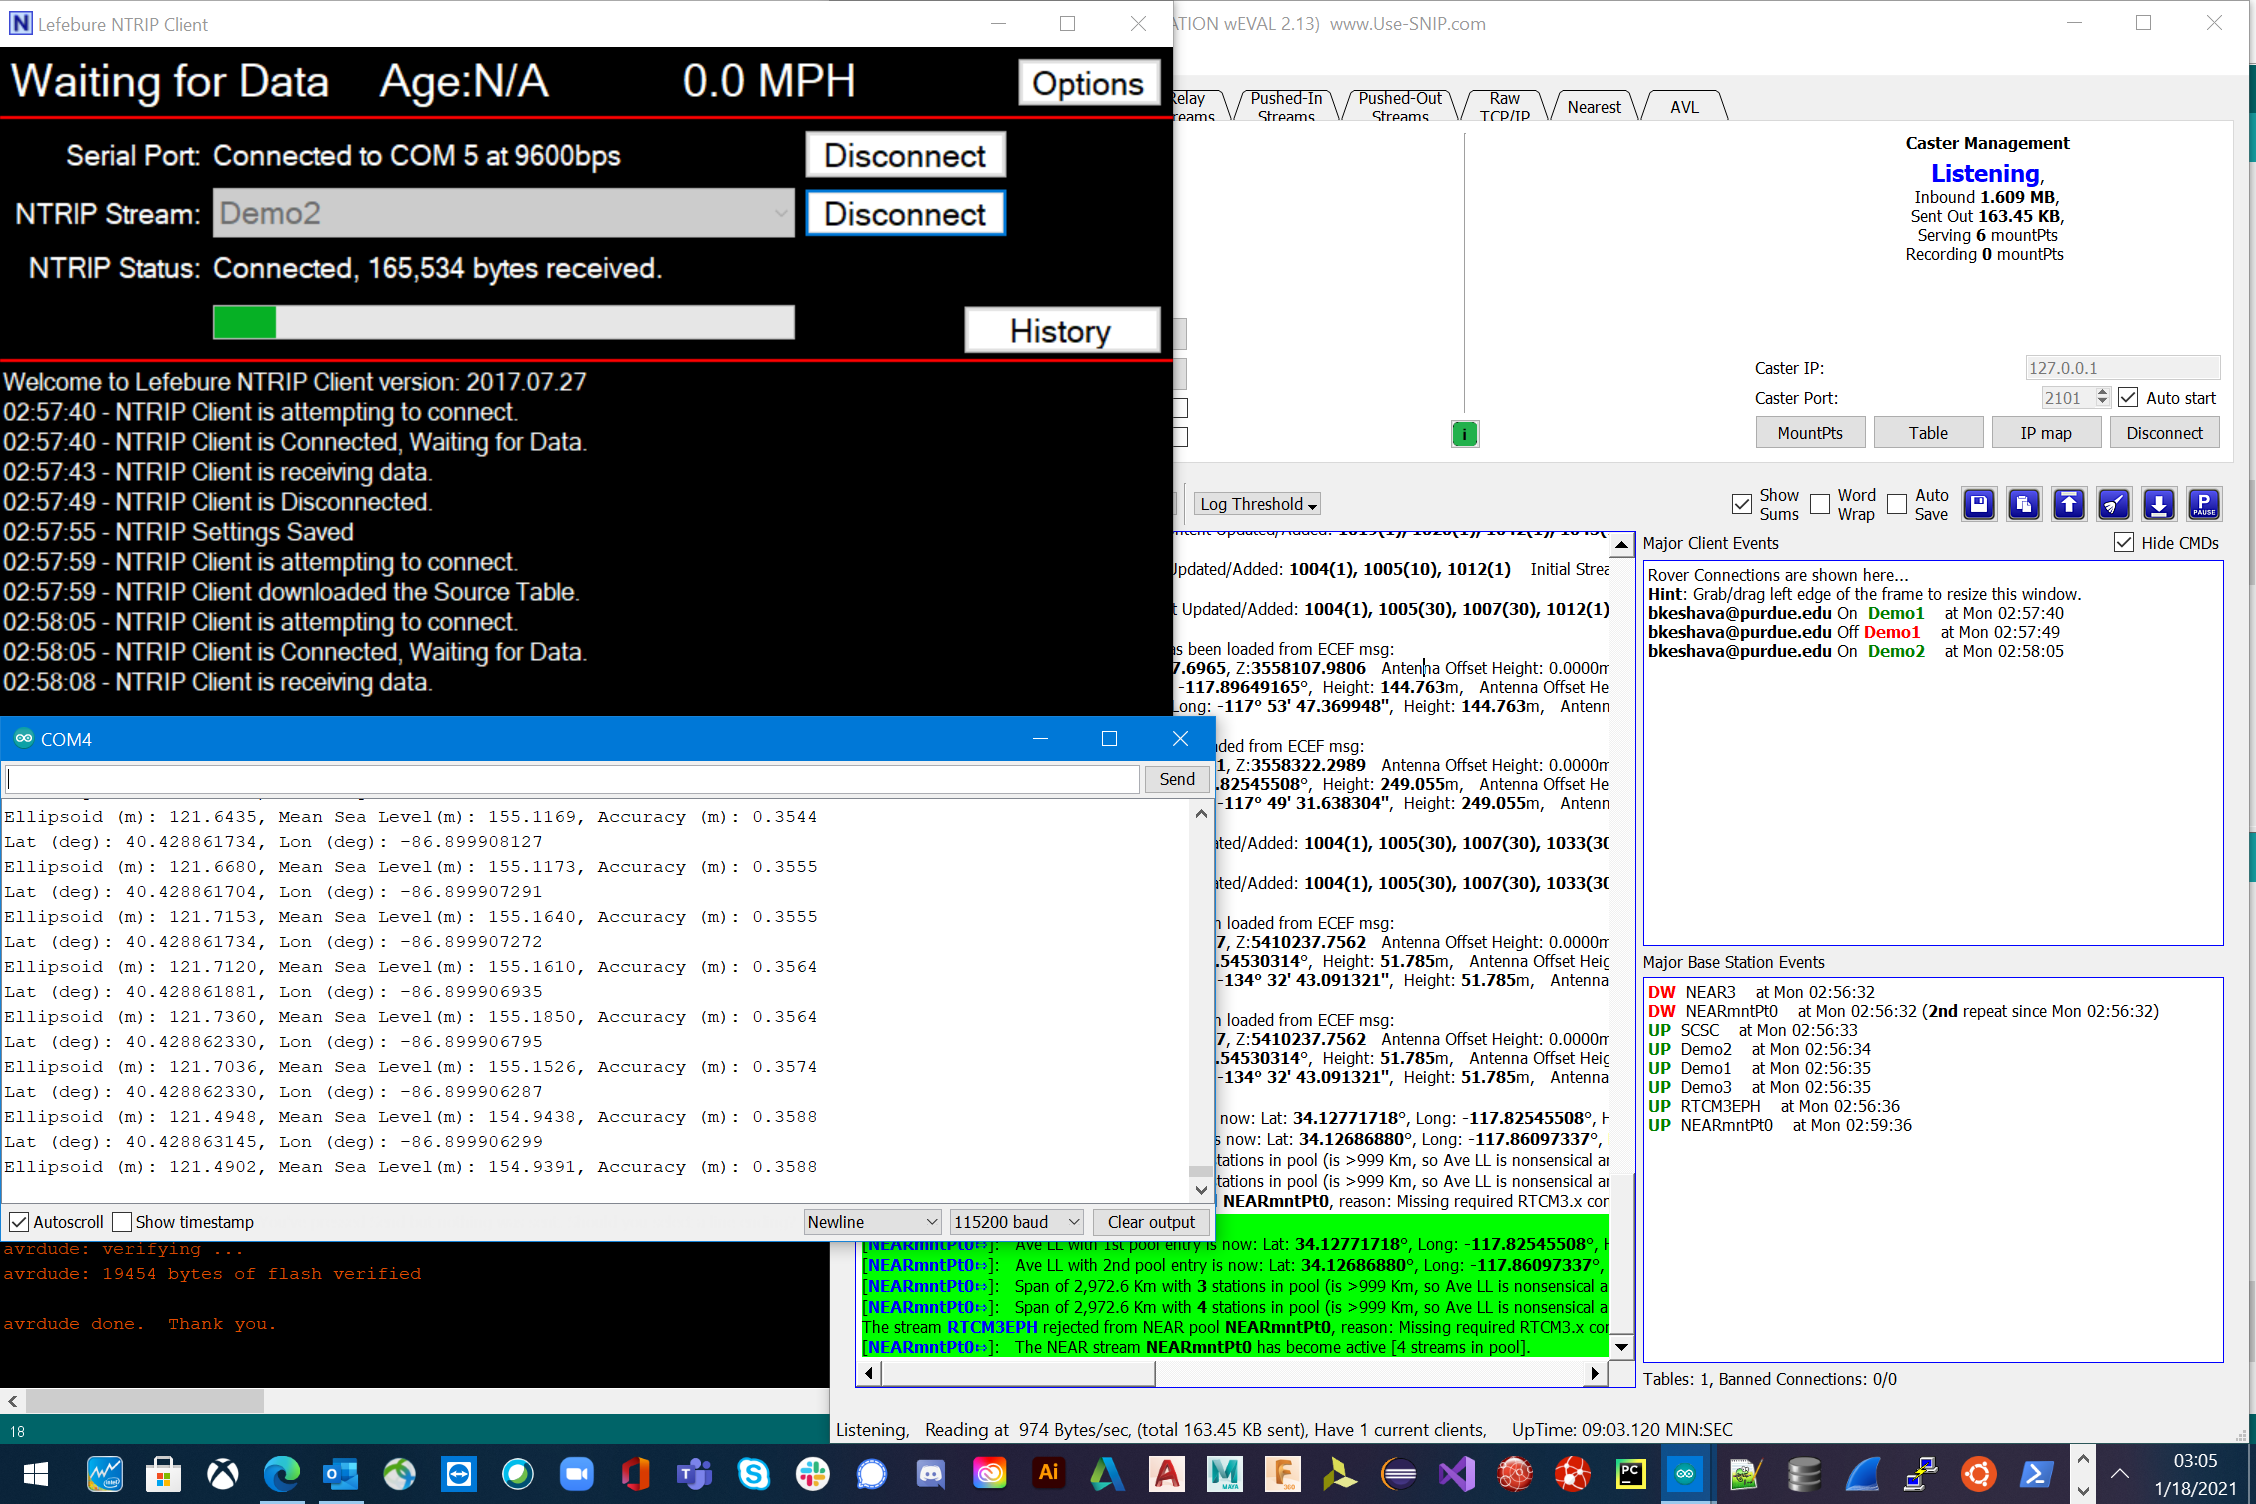 Lefebure NTRIP Client
Waiting for Data Age:N/A 0.0 MPH Options
Serial Port: Connected to COM 5 at 9600bps Disconnect
NTRIP Stream: Demo2 Disconnect
NTRIP Status: Connected, 165,534 bytes received.
History
Welcome to Lefebure NTRIP Client version: 2017.07.27
02:57:40 - NTRIP Client is attempting to connect.
02:57:40 - NTRIP Client is Connected, Waiting for Data.
02:57:43 - NTRIP Client is receiving data.
02:57:49 - NTRIP Client is Disconnected.
02:57:55 - NTRIP Settings Saved
02:57:59 - NTRIP Client is attempting to connect.
02:57:59 - NTRIP Client downloaded the Source Table.
02:58:05 - NTRIP Client is attempting to connect.
02:58:05 - NTRIP Client is Connected, Waiting for Data.
02:58:08 - NTRIP Client is receiving data.
COM4
Send
Ellipsoid (m): 121.6435, Mean Sea Level(m): 155.1169, Accuracy (m): 0.3544
Lat (deg): 40.428861734, Lon (deg): -86.899908127
Ellipsoid (m): 121.6680, Mean Sea Level(m): 155.1173, Accuracy (m): 0.3555
Lat (deg): 40.428861704, Lon (deg): -86.899907291
Ellipsoid (m): 121.7153, Mean Sea Level(m): 155.1640, Accuracy (m): 0.3555
Lat (deg): 40.428861734, Lon (deg): -86.899907272
Ellipsoid (m): 121.7120, Mean Sea Level(m): 155.1610, Accuracy (m): 0.3564
Lat (deg): 40.428861881, Lon (deg): -86.899906935
Ellipsoid (m): 121.7360, Mean Sea Level(m): 155.1850, Accuracy (m): 0.3564
Lat (deg): 40.428862330, Lon (deg): -86.899906795
Ellipsoid (m): 121.7036, Mean Sea Level(m): 155.1526, Accuracy (m): 0.3574
Lat (deg): 40.428862330, Lon (deg): -86.899906287
Ellipsoid (m): 121.4948, Mean Sea Level(m): 154.9438, Accuracy (m): 0.3588
Lat (deg): 40.428863145, Lon (deg): -86.899906299
Ellipsoid (m): 121.4902, Mean Sea Level(m): 154.9391, Accuracy (m): 0.3588
Autoscroll Show timestamp Newline 115200 baud Clear output
avrdude: verifying ...
avrdude: 19454 bytes of flash verified
avrdude done. Thank you.
18
wEVAL 2.13) www.Use-SNIP.com
Pushed-In Streams
Pushed-Out Streams
Raw TCP/IP
Nearest
AVL
Caster Management
Listening,
Inbound 1.609 MB,
Sent Out 163.45 KB,
Serving 6 mountPts
Recording 0 mountPts
i
Caster IP: 127.0.0.1
Caster Port: 2101 Auto start
MountPts Table IP map Disconnect
Log Threshold
Show Sums
Word Wrap
Auto Save
P PAUSE
Updated/Added: 1004(1), 1005(10), 1012(1) Initial
Updated/Added: 1004(1), 1005(30), 1007(30), 1012(1)
been loaded from ECEF msg:
Z:3558107.9806 Antenna Offset Height: 0.0000m
-117.89649165°, Height: 144.763m, Antenna Offset
Long: -117° 53' 47.369948", Height: 144.763m,
from ECEF msg:
Z:3558322.2989 Antenna Offset Height: 0.0000m
.82545508°, Height: 249.055m, Antenna Offset
-117° 49' 31.638304", Height: 249.055m,
1004(1), 1005(30), 1007(30),
1004(1), 1005(30), 1007(30),
loaded from ECEF msg:
Z:5410237.7562 Antenna Offset Height: 0.0000m
.54530314°, Height: 51.785m, Antenna Offset
-134° 32' 43.091321", Height: 51.785m, Antenna
loaded from ECEF msg:
Z:5410237.7562 Antenna Offset Height: 0.0000m
.54530314°, Height: 51.785m, Antenna Offset
-134° 32' 43.091321", Height: 51.785m, Antenna
now: Lat: 34.12771718°, Long: -117.82545508°,
now: Lat: 34.12686880°, Long: -117.86097337°,
in pool (is >999 Km, so Ave LL is nonsensical
in pool (is >999 Km, so Ave LL is nonsensical
NEARmntPt0, reason: Missing required RTCM3.x
[NEARmntPt0↔]: Ave LL with 1st pool entry is now: Lat: 34.12771718°, Long: -117.82545508°,
[NEARmntPt0↔]: Ave LL with 2nd pool entry is now: Lat: 34.12686880°, Long: -117.86097337°,
[NEARmntPt0↔]: Span of 2,972.6 Km with 3 stations in pool (is >999 Km, so Ave LL is nonsensical
[NEARmntPt0↔]: Span of 2,972.6 Km with 4 stations in pool (is >999 Km, so Ave LL is nonsensical
The stream RTCM3EPH rejected from NEAR pool NEARmntPt0, reason: Missing required RTCM3.x
[NEARmntPt0↔]: The NEAR stream NEARmntPt0 has become active [4 streams in pool].
Major Client Events Hide CMDs
Rover Connections are shown here...
Hint: Grab/drag left edge of the frame to resize this window.
bkeshava@purdue.edu On Demo1 at Mon 02:57:40
bkeshava@purdue.edu Off Demo1 at Mon 02:57:49
bkeshava@purdue.edu On Demo2 at Mon 02:58:05
Major Base Station Events
DW NEAR3 at Mon 02:56:32
DW NEARmntPt0 at Mon 02:56:32 (2nd repeat since Mon 02:56:32)
UP SCSC at Mon 02:56:33
UP Demo2 at Mon 02:56:34
UP Demo1 at Mon 02:56:35
UP Demo3 at Mon 02:56:35
UP RTCM3EPH at Mon 02:56:36
UP NEARmntPt0 at Mon 02:59:36
Tables: 1, Banned Connections: 0/0
Listening, Reading at 974 Bytes/sec, (total 163.45 KB sent), Have 1 current clients, UpTime: 09:03.120 MIN:SEC
Ai
A
M MAYA
F 360
PC
03:05
1/18/2021